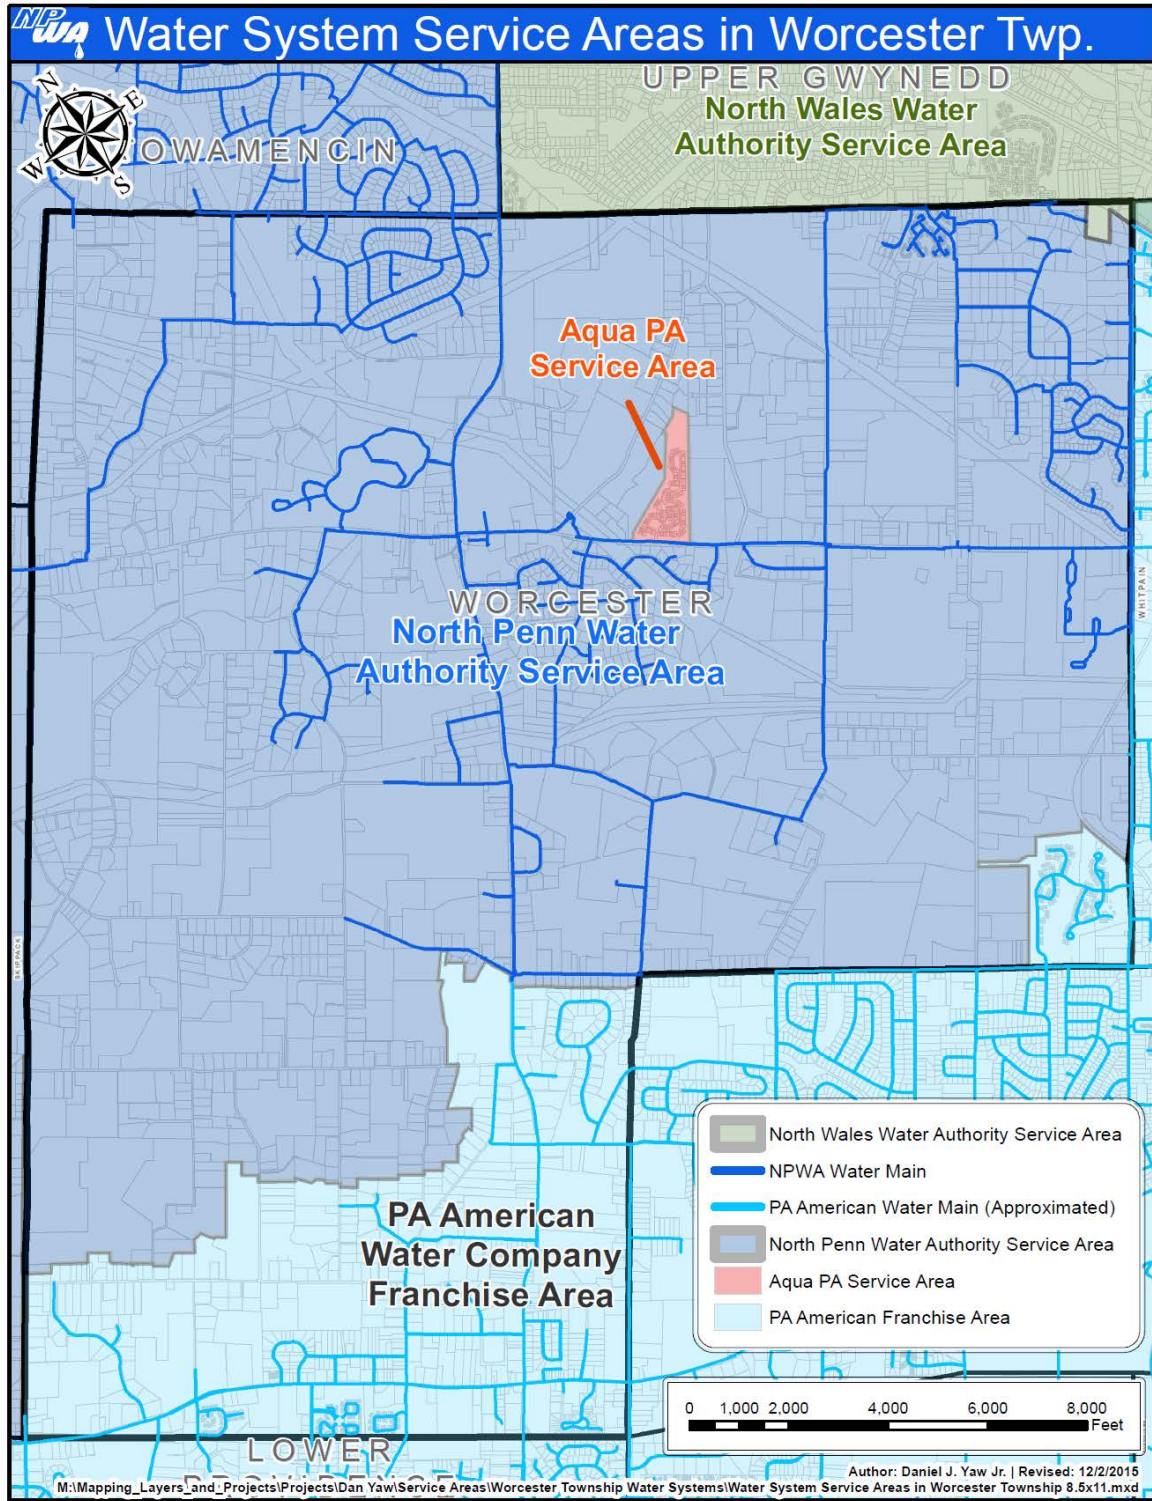 NPWA
Water System Service Areas in Worcester Twp.
N
E
W
S
UPPER GWYNEDD
North Wales Water
Authority Service Area
OWAMENCIN
Aqua PA
Service Area
WORCESTER
North Penn Water
Authority Service Area
WHITPAIN
SKIPPACK
PA American
Water Company
Franchise Area
North Wales Water Authority Service Area
NPWA Water Main
PA American Water Main (Approximated)
North Penn Water Authority Service Area
Aqua PA Service Area
PA American Franchise Area
0 1,000 2,000 4,000 6,000 8,000
Feet
LOWER
PROVIDENCE
Author: Daniel J. Yaw Jr. | Revised: 12/2/2015
M:\Mapping_Layers_and_Projects\Projects\Dan Yaw\Service Areas\Worcester Township Water Systems\Water System Service Areas in Worcester Township 8.5x11.mxd